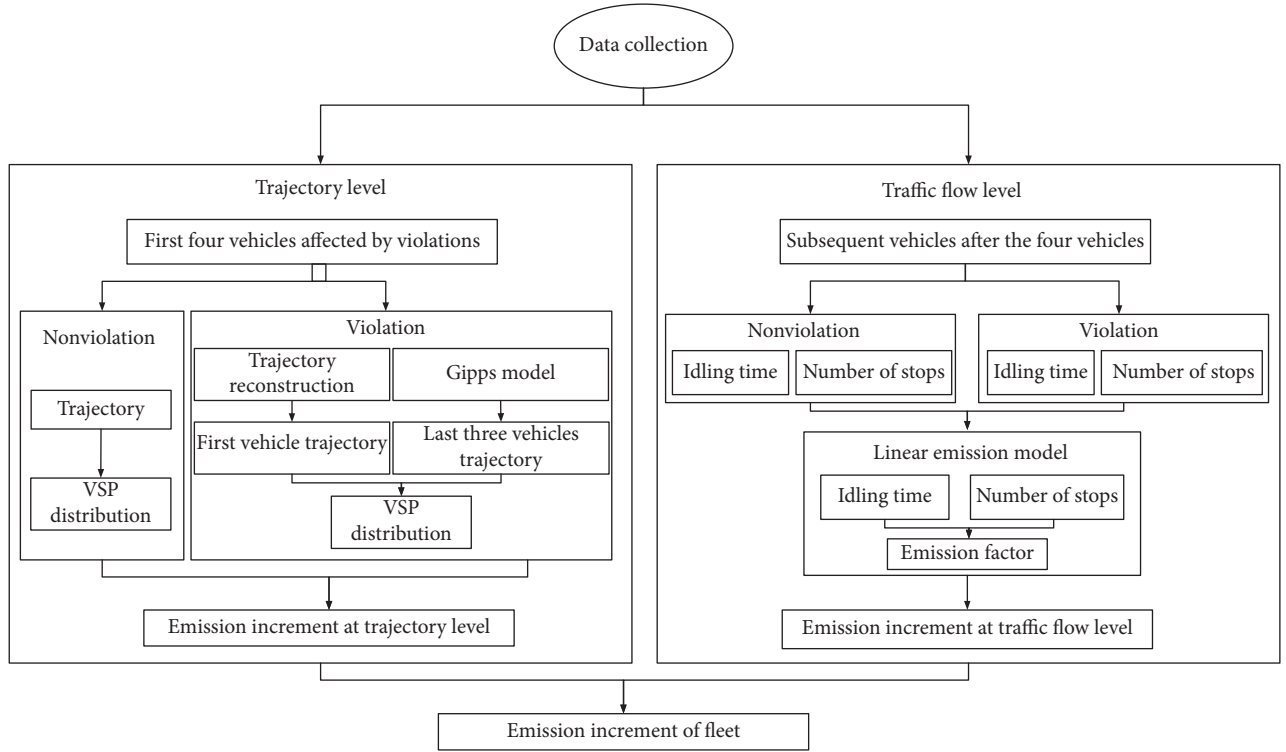 Data collection
Trajectory level
First four vehicles affected by violations
Nonviolation
Trajectory
VSP
distribution
Violation
Trajectory
reconstruction
Gipps model
First vehicle trajectory
Last three vehicles
trajectory
VSP
distribution
Emission increment at trajectory level
Traffic flow level
Subsequent vehicles after the four vehicles
Nonviolation
Idling time
Number of stops
Violation
Idling time
Number of stops
Linear emission model
Idling time
Number of stops
Emission factor
Emission increment at traffic flow level
Emission increment of fleet